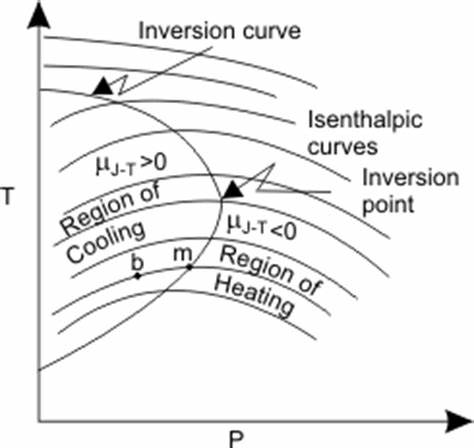 Inversion curve
Isenthalpic
curves
μJ-T>0
Inversion
point
T
Region of
Cooling
μJ-T<0
b
m
Region of
Heating
P